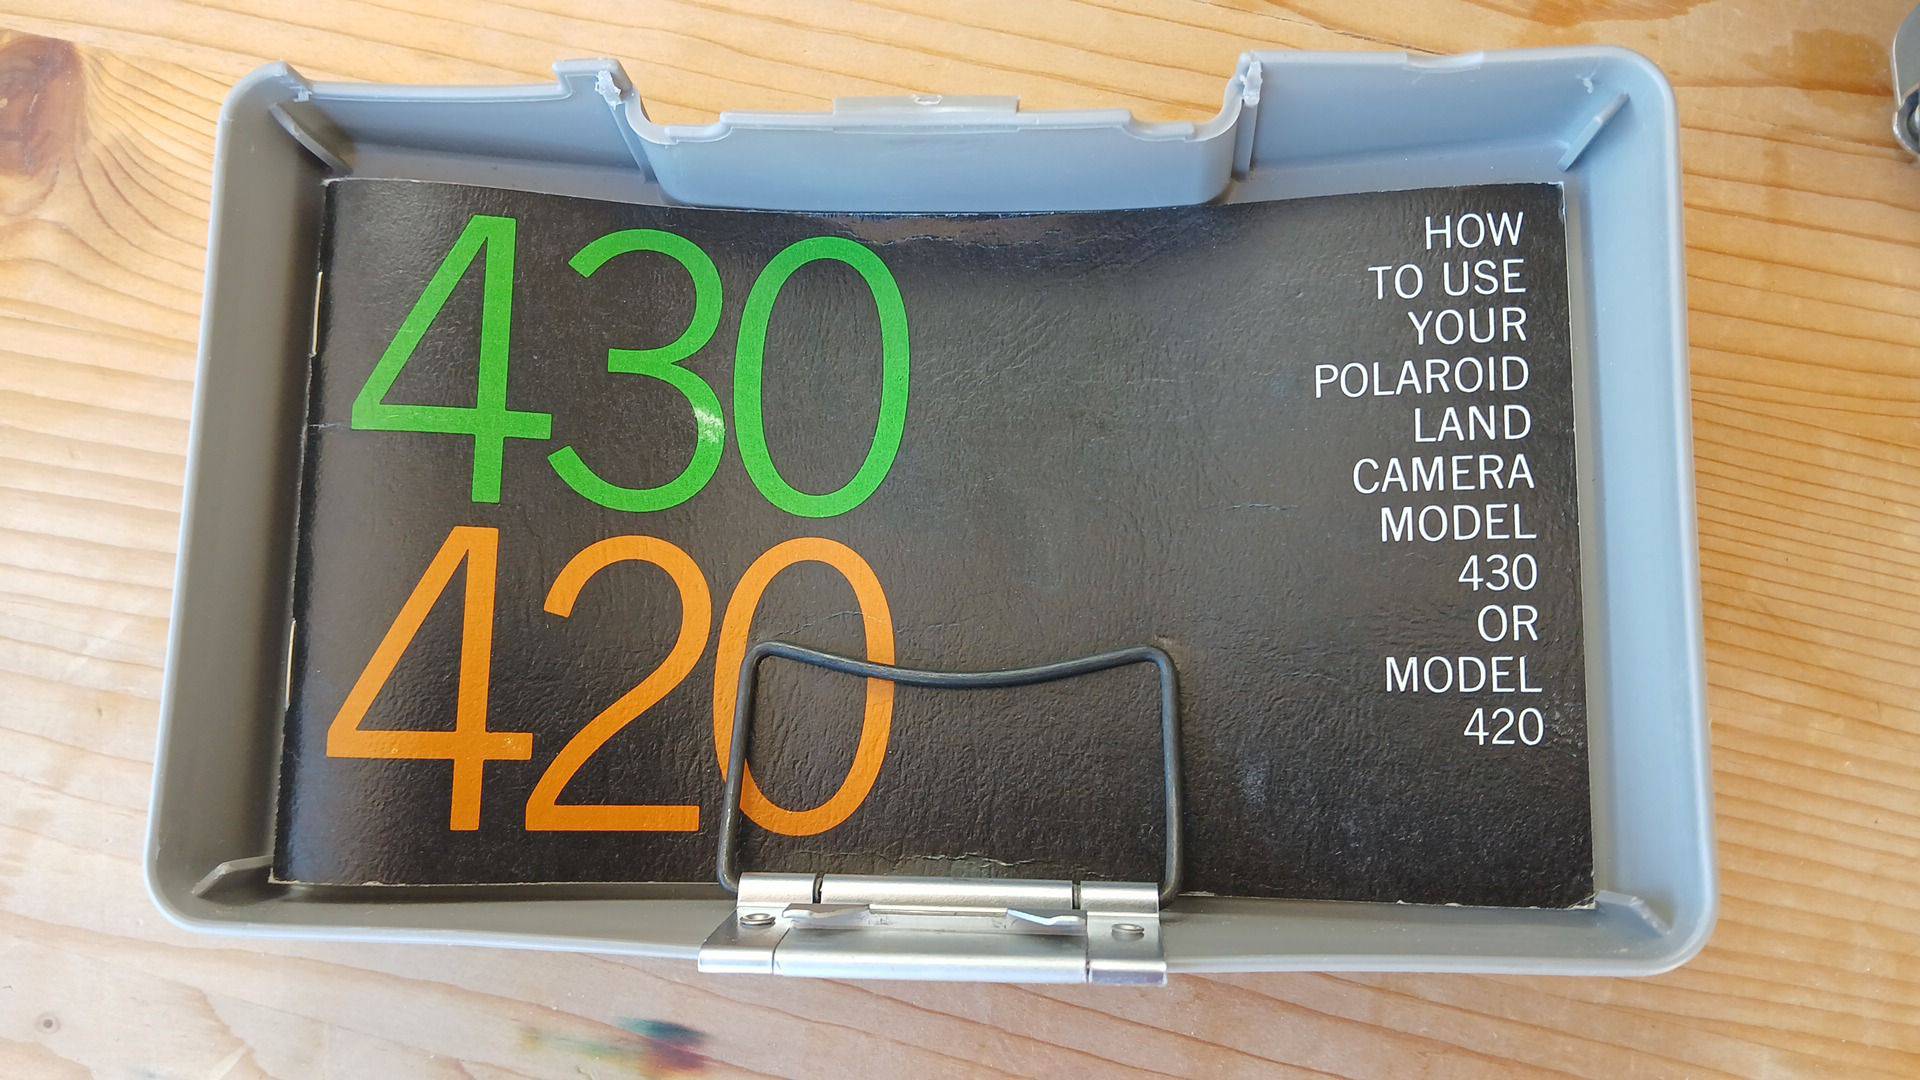 430
420
HOW
TO USE
YOUR
POLAROID
LAND
CAMERA
MODEL
430
OR
MODEL
420